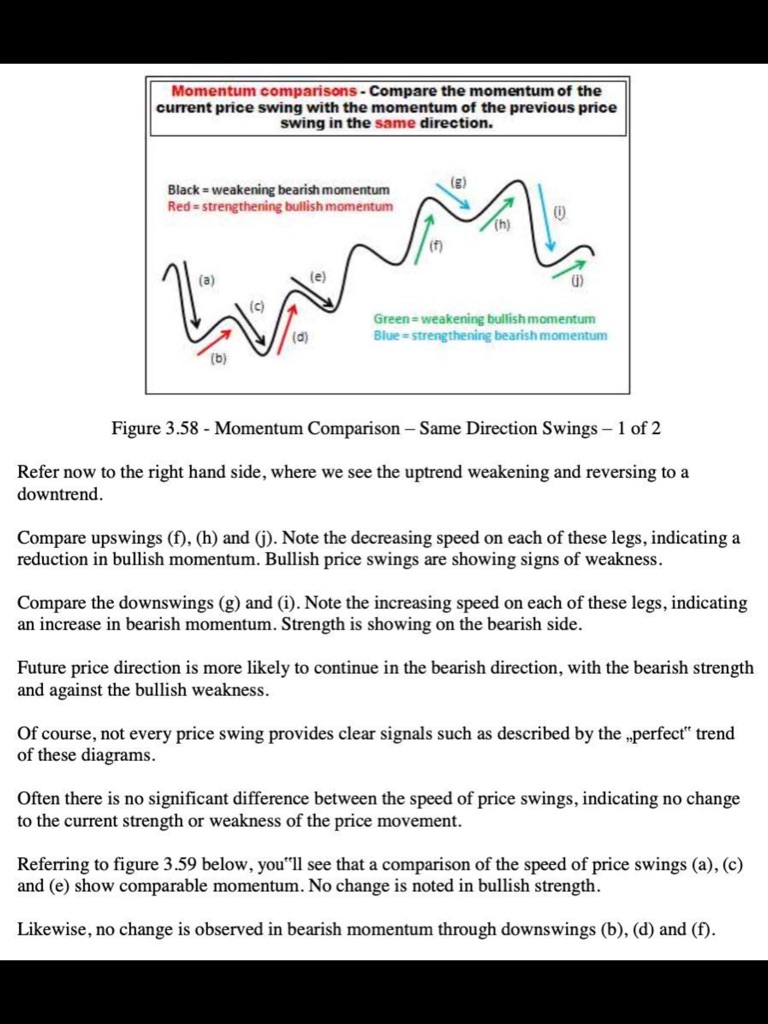 Momentum comparisons - Compare the momentum of the
current price swing with the momentum of the previous price
swing in the same direction.
Black = weakening bearish momentum
Red = strengthening bullish momentum
(a)
(b)
(c)
(d)
(e)
(f)
(g)
(h)
(i)
(j)
Green = weakening bullish momentum
Blue = strengthening bearish momentum
Figure 3.58 - Momentum Comparison – Same Direction Swings – 1 of 2
Refer now to the right hand side, where we see the uptrend weakening and reversing to a
downtrend.
Compare upswings (f), (h) and (j). Note the decreasing speed on each of these legs, indicating a
reduction in bullish momentum. Bullish price swings are showing signs of weakness.
Compare the downswings (g) and (i). Note the increasing speed on each of these legs, indicating
an increase in bearish momentum. Strength is showing on the bearish side.
Future price direction is more likely to continue in the bearish direction, with the bearish strength
and against the bullish weakness.
Of course, not every price swing provides clear signals such as described by the „perfect‟ trend
of these diagrams.
Often there is no significant difference between the speed of price swings, indicating no change
to the current strength or weakness of the price movement.
Referring to figure 3.59 below, you‟ll see that a comparison of the speed of price swings (a), (c)
and (e) show comparable momentum. No change is noted in bullish strength.
Likewise, no change is observed in bearish momentum through downswings (b), (d) and (f).